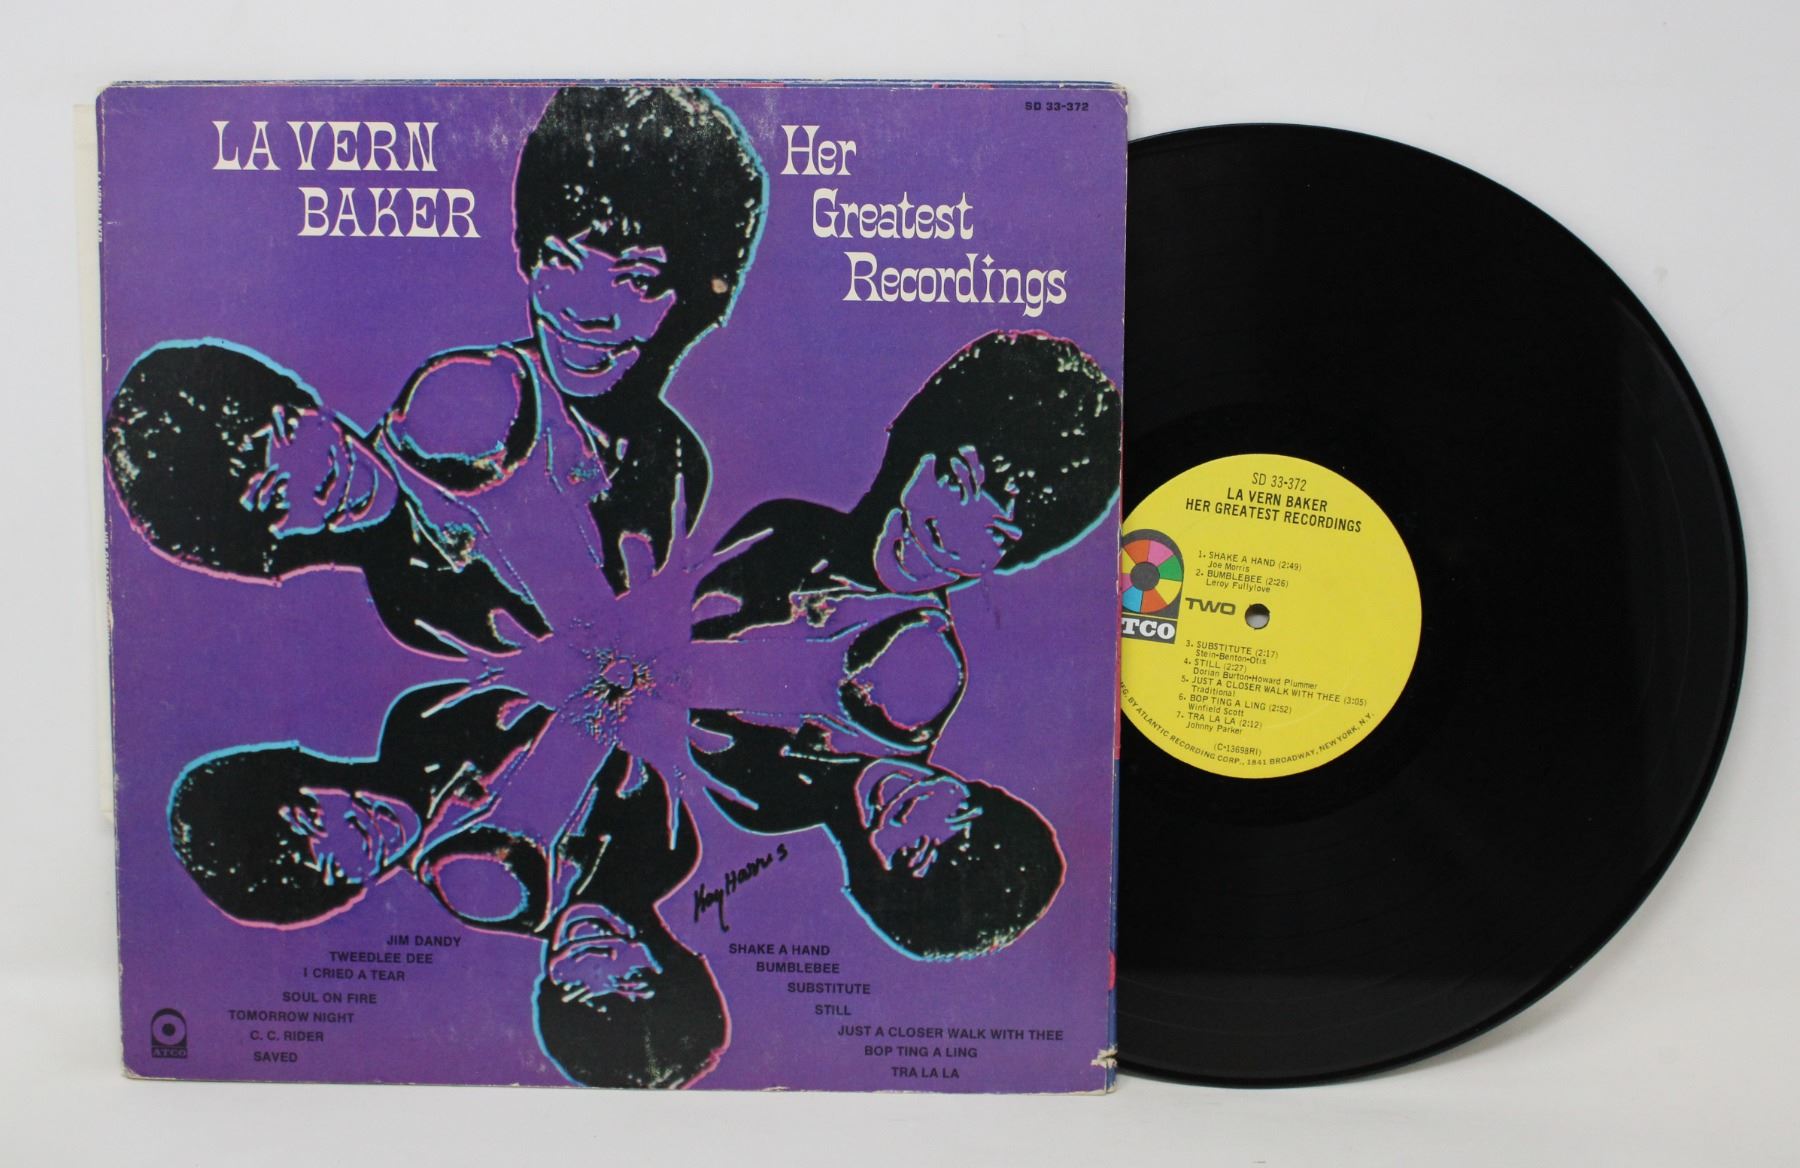 SD 33-372
LA VERN
BAKER
Her
Greatest
Recordings
Kay Harris
JIM DANDY
TWEEDLEE DEE
I CRIED A TEAR
SOUL ON FIRE
TOMORROW NIGHT
C. C. RIDER
SAVED
ATCO
SHAKE A HAND
BUMBLEBEE
SUBSTITUTE
STILL
JUST A CLOSER WALK WITH THEE
BOP TING A LING
TRA LA LA
SD 33-372
LA VERN BAKER
HER GREATEST RECORDINGS
1. SHAKE A HAND (2:49)
Joe Morris
2. BUMBLEBEE (2:26)
Leroy Fullylove
TWO
TCO
3. SUBSTITUTE (2:17)
Stein-Benton-Otis
4. STILL (2:27)
Dorian Burton-Howard Plummer
5. JUST A CLOSER WALK WITH THEE (3:05)
Traditional
6. BOP TING A LING (2:52)
Winfield Scott
7. TRA LA LA (2:12)
Johnny Parker
(C-13698RI)
MFG. BY ATLANTIC RECORDING CORP., 1841 BROADWAY, NEW YORK, N.Y.